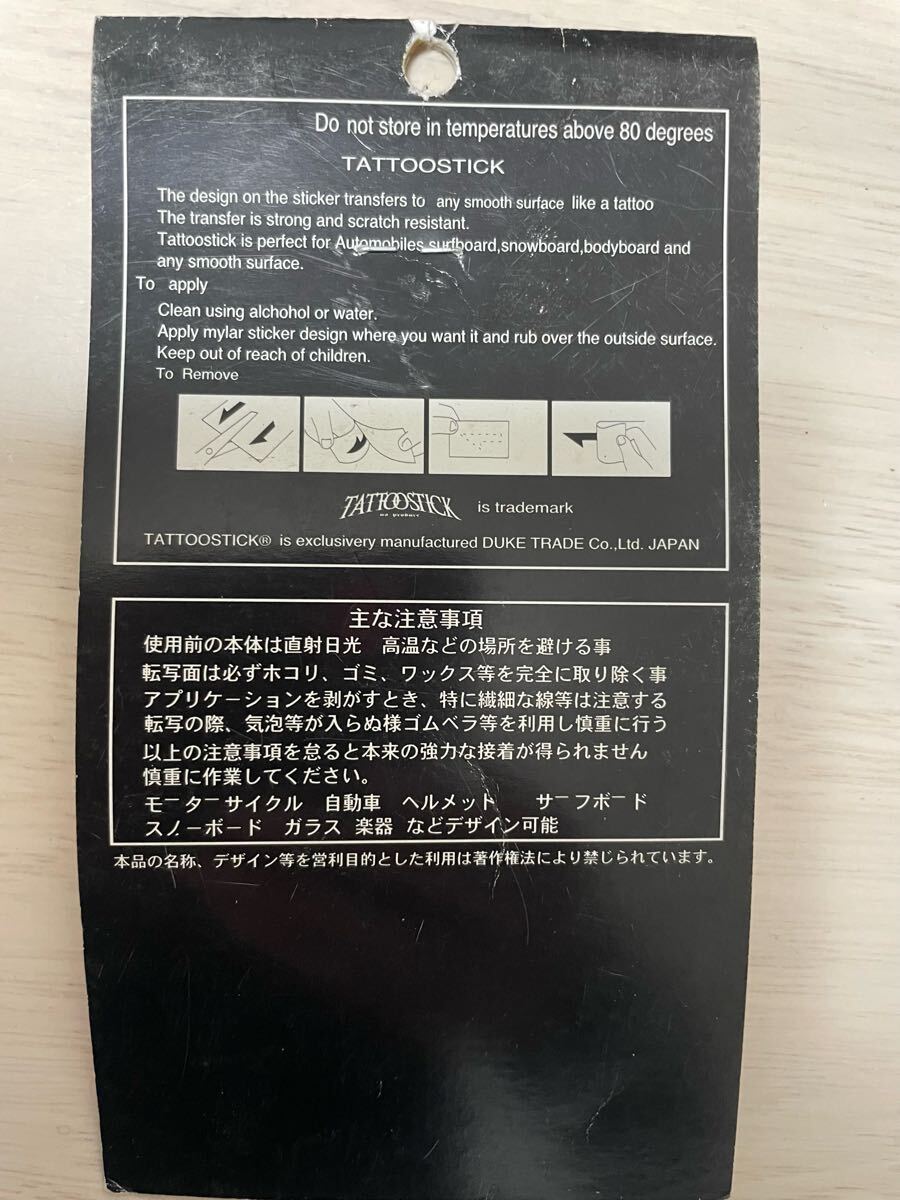 Do not store in temperatures above 80 degrees
TATTOOSTICK
The design on the sticker transfers to any smooth surface like a tattoo
The transfer is strong and scratch resistant.
Tattoostick is perfect for Automobiles surfboard,snowboard,bodyboard and
any smooth surface.
To apply
Clean using alchohol or water.
Apply mylar sticker design where you want it and rub over the outside surface.
Keep out of reach of children.
To Remove
TATTOOSTICK is trademark
TATTOOSTICK® is exclusivery manufactured DUKE TRADE Co.,Ltd. JAPAN
主な注意事項
使用前の本体は直射日光 高温などの場所を避ける事
転写面は必ずホコリ、ゴミ、ワックス等を完全に取り除く事
アプリケーションを剥がすとき、特に繊細な線等は注意する
転写の際、気泡等が入らぬ様ゴムベラ等を利用し慎重に行う
以上の注意事項を怠ると本来の強力な接着が得られません
慎重に作業してください。
モーターサイクル 自動車 ヘルメット サーフボード
スノーボード ガラス 楽器 などデザイン可能
本品の名称、デザイン等を営利目的とした利用は著作権法により禁じられています。